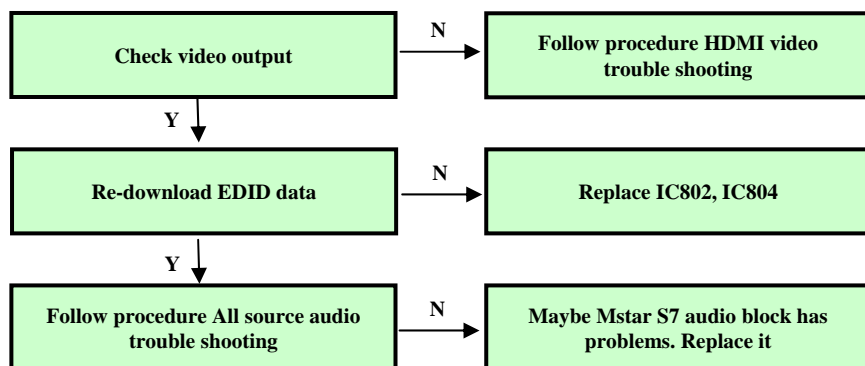 Check video output
N
Follow procedure HDMI video
trouble shooting
Y
Re-download EDID data
N
Replace IC802, IC804
Y
Follow procedure All source audio
trouble shooting
N
Maybe Mstar S7 audio block has
problems. Replace it